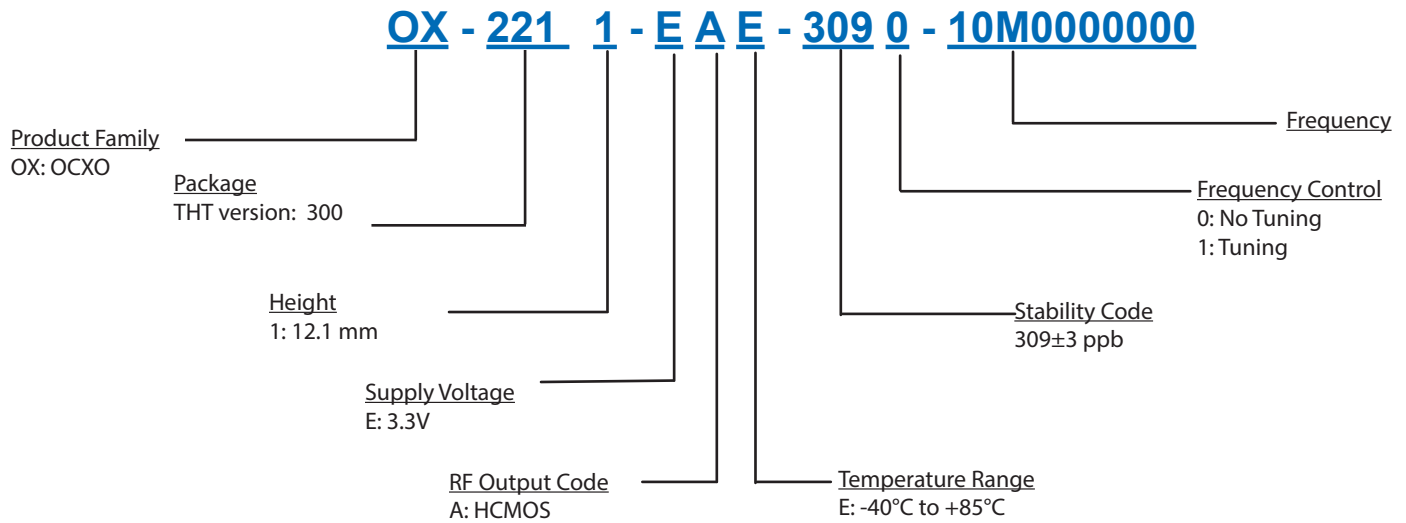 OX - 221 1 - E A E - 309 0 - 10M0000000
Product Family
OX: OCXO
Package
THT version: 300
Height
1: 12.1 mm
Supply Voltage
E: 3.3V
RF Output Code
A: HCMOS
Temperature Range
E: -40°C to +85°C
Stability Code
309±3 ppb
Frequency Control
0: No Tuning
1: Tuning
Frequency